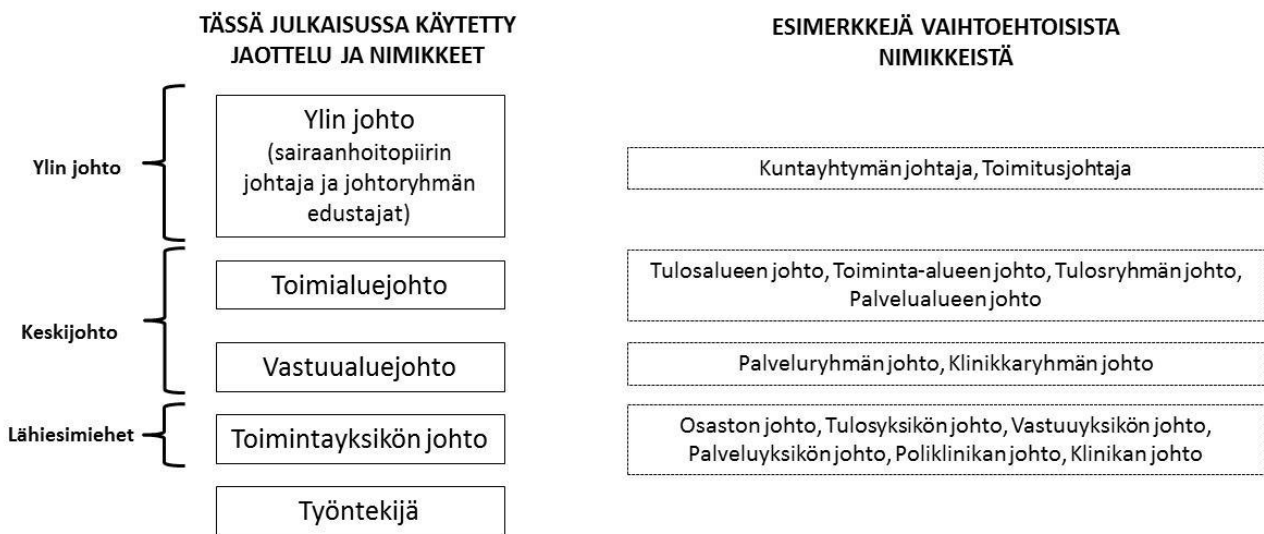 TÄSSÄ JULKAISUSSA KÄYTETTY
JAOTTELU JA NIMIKKEET
ESIMERKKEJÄ VAIHTOEHTOISISTA
NIMIKKEISTÄ
Ylin johto
Ylin johto
(sairaanhoitopiirin
johtaja ja johtoryhmän
edustajat)
Kuntayhtymän johtaja, Toimitusjohtaja
Keskijohto
Toimialuejohto
Tulosalueen johto, Toiminta-alueen johto, Tulosryhmän johto,
Palvelualueen johto
Vastuualuejohto
Palveluryhmän johto, Klinikkaryhmän johto
Lähiesimiehet
Toimintayksikön johto
Osaston johto, Tulosyksikön johto, Vastuuyksikön johto,
Palveluyksikön johto, Poliklinikan johto, Klinikan johto
Työntekijä